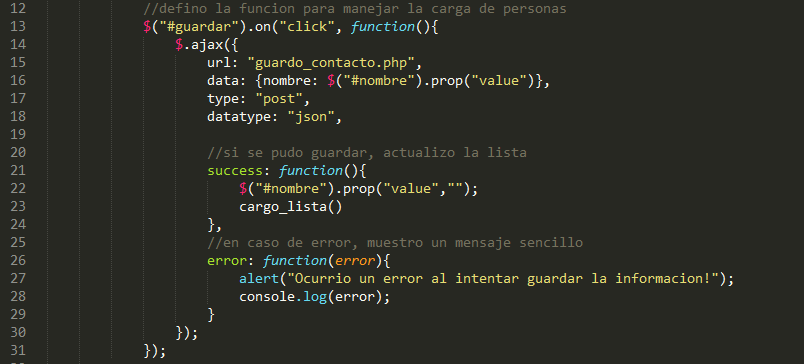 12 //defino la funcion para manejar la carga de personas
13 $("#guardar").on("click", function(){
14 $.ajax({
15 url: "guardo_contacto.php",
16 data: {nombre: $("#nombre").prop("value")},
17 type: "post",
18 datatype: "json",
19
20 //si se pudo guardar, actualizo la lista
21 success: function(){
22 $("#nombre").prop("value","");
23 cargo_lista()
24 },
25 //en caso de error, muestro un mensaje sencillo
26 error: function(error){
27 alert("Ocurrio un error al intentar guardar la informacion!");
28 console.log(error);
29 }
30 });
31 });